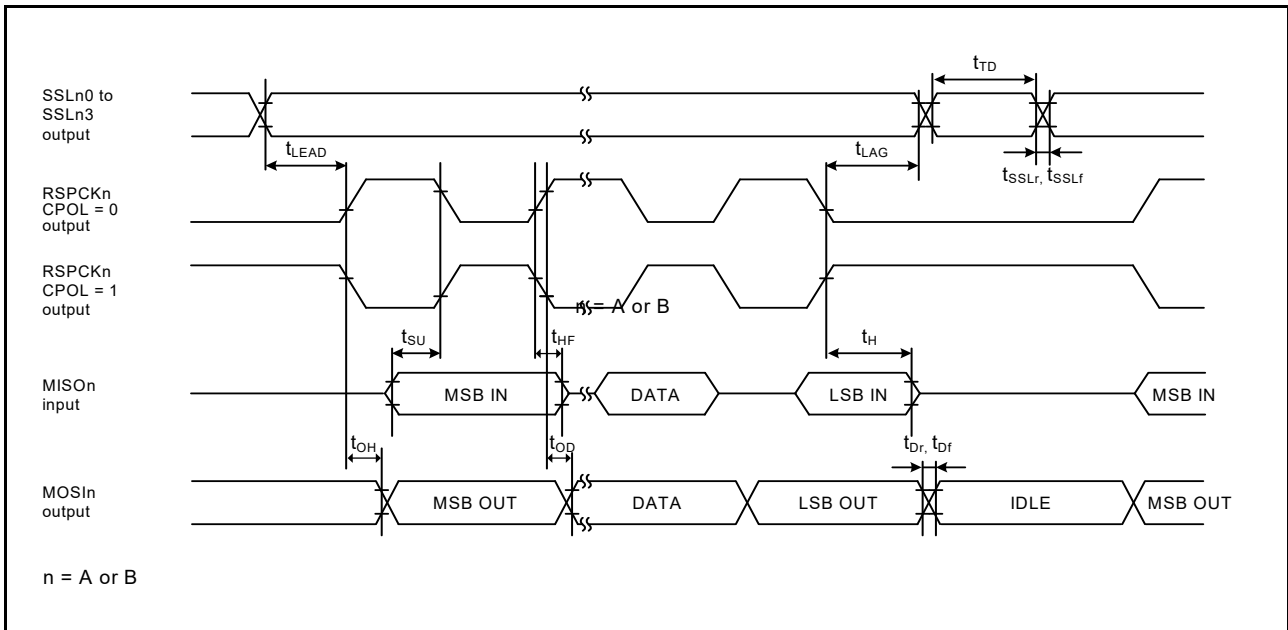 tTD
SSLn0 to
SSLn3
output
tLEAD
tLAG
tSSLr, tSSLf
RSPCKn
CPOL = 0
output
RSPCKn
CPOL = 1
output
n = A or B
tSU
tHF
tH
MISOn
input
MSB IN
DATA
LSB IN
MSB IN
tOH
tOD
tDr, tDf
MOSIn
output
MSB OUT
DATA
LSB OUT
IDLE
MSB OUT
n = A or B